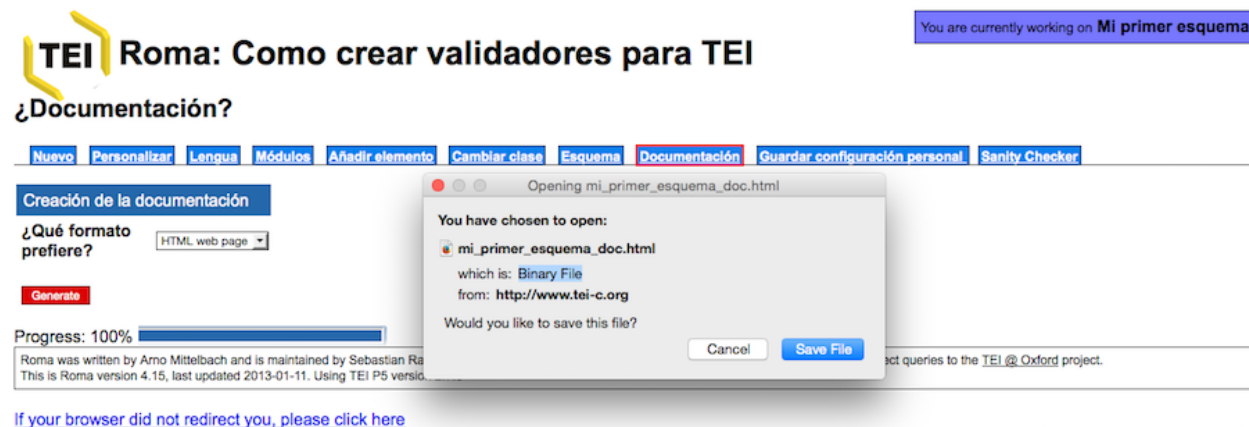 You are currently working on Mi primer esquema
TEI Roma: Como crear validadores para TEI
¿Documentación?
Nuevo Personalizar Lengua Módulos Añadir elemento Cambiar clase Esquema Documentación Guardar configuración personal Sanity Checker
Creación de la documentación
¿Qué formato
prefiere?
HTML web page
Generate
Progress: 100%
Roma was written by Arno Mittelbach and is maintained by Sebastian Ra
ect queries to the TEI @ Oxford project.
This is Roma version 4.15, last updated 2013-01-11. Using TEI P5 versio
If your browser did not redirect you, please click here
Opening mi_primer_esquema_doc.html
You have chosen to open:
mi_primer_esquema_doc.html
which is: Binary File
from: http://www.tei-c.org
Would you like to save this file?
Cancel Save File